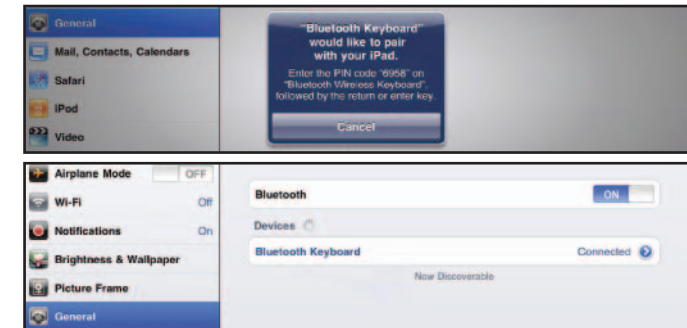 General
Mail, Contacts, Calendars
Safari
iPod
Video
"Bluetooth Keyboard"
would like to pair
with your iPad.
Enter the PIN code "6958" on
"Bluetooth Wireless Keyboard",
followed by the return or enter key.
Cancel
Airplane Mode OFF
Wi-Fi Off
Notifications On
Brightness & Wallpaper
Picture Frame
General
Bluetooth ON
Devices
Bluetooth Keyboard Connected
Now Discoverable